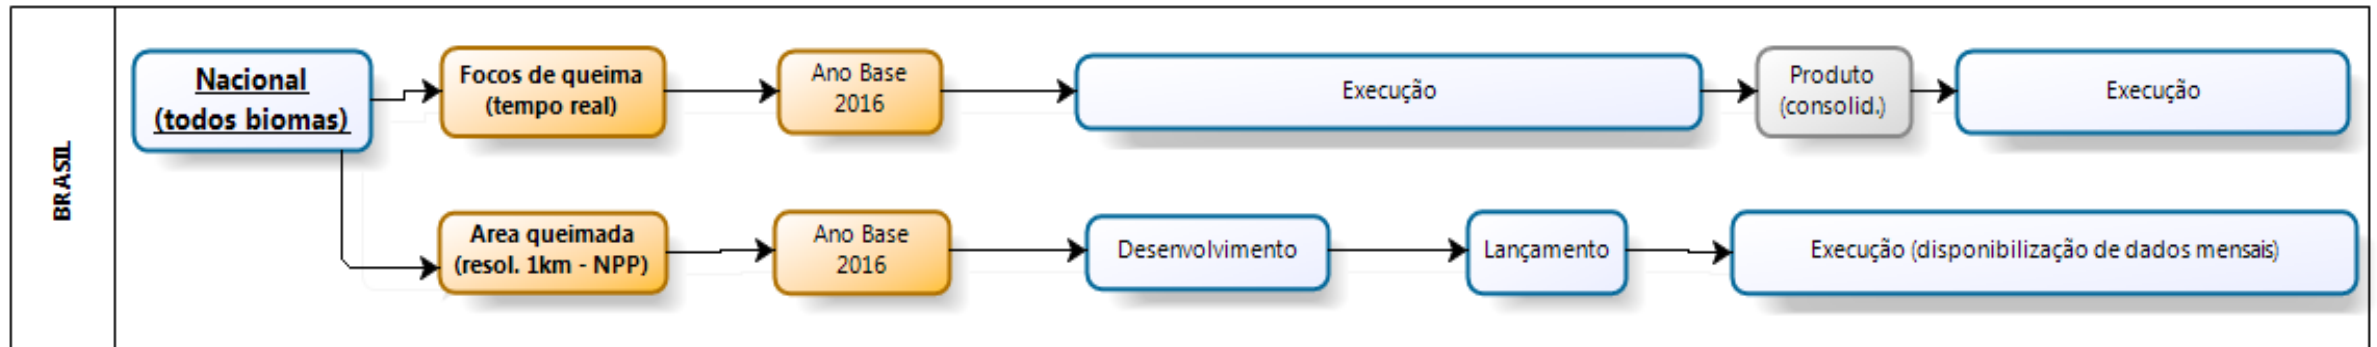 BRASIL
Nacional
(todos biomas)
Focos de queima
(tempo real)
Ano Base
2016
Execução
Produto
(consolid.)
Execução
Area queimada
(resol. 1km - NPP)
Ano Base
2016
Desenvolvimento
Lançamento
Execução (disponibilização de dados mensais)